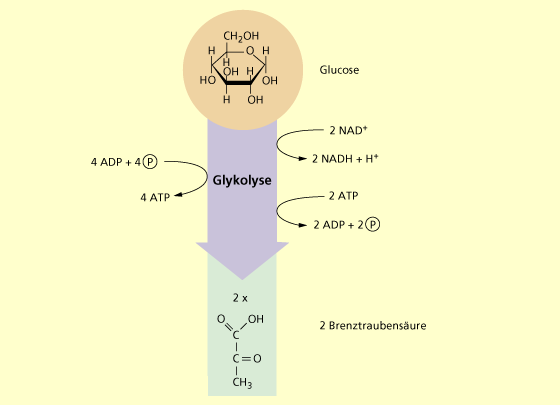 CH2OH
H
O
H
H
OH
H
HO
OH
H
OH
Glucose
2 NAD+
2 NADH + H+
4 ADP + 4 P
4 ATP
Glykolyse
2 ATP
2 ADP + 2 P
2 x
O
OH
C
C=O
CH3
2 Brenztraubensäure